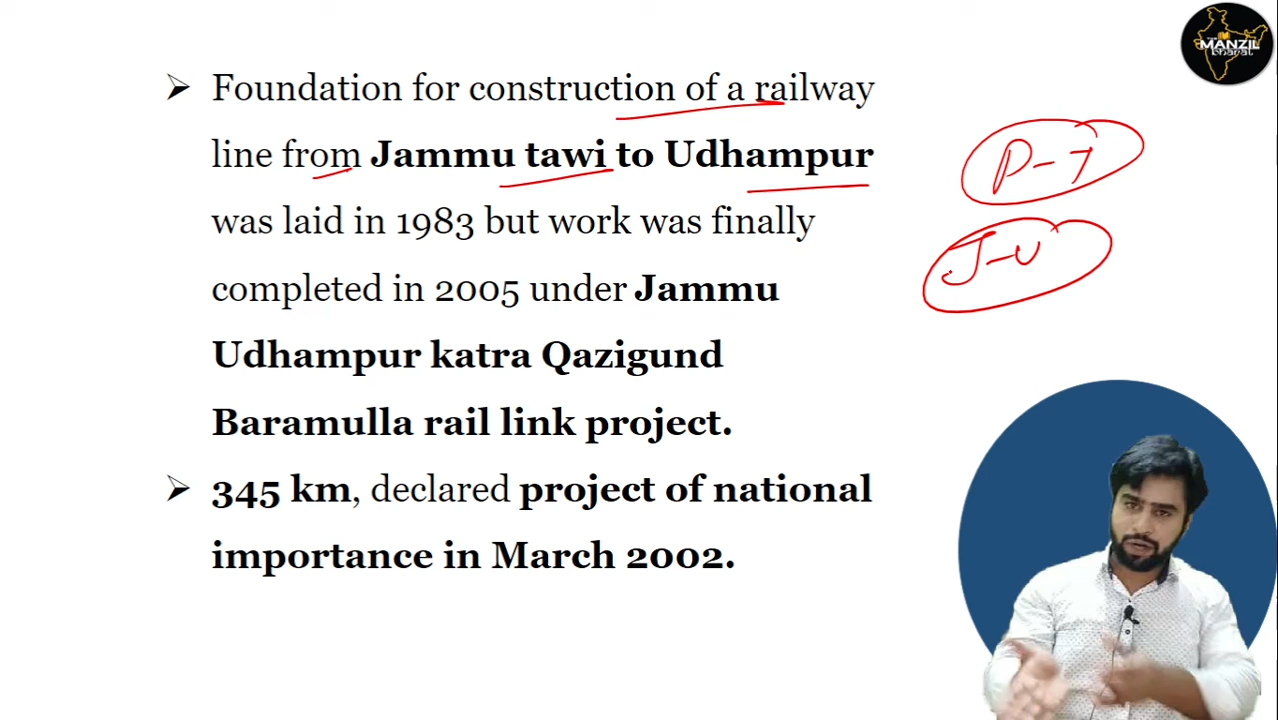 Foundation for construction of a railway
line from Jammu tawi to Udhampur
was laid in 1983 but work was finally
completed in 2005 under Jammu
Udhampur katra Qazigund
Baramulla rail link project.
345 km, declared project of national
importance in March 2002.
P-J
J-U
THE
MANZIL
bharat